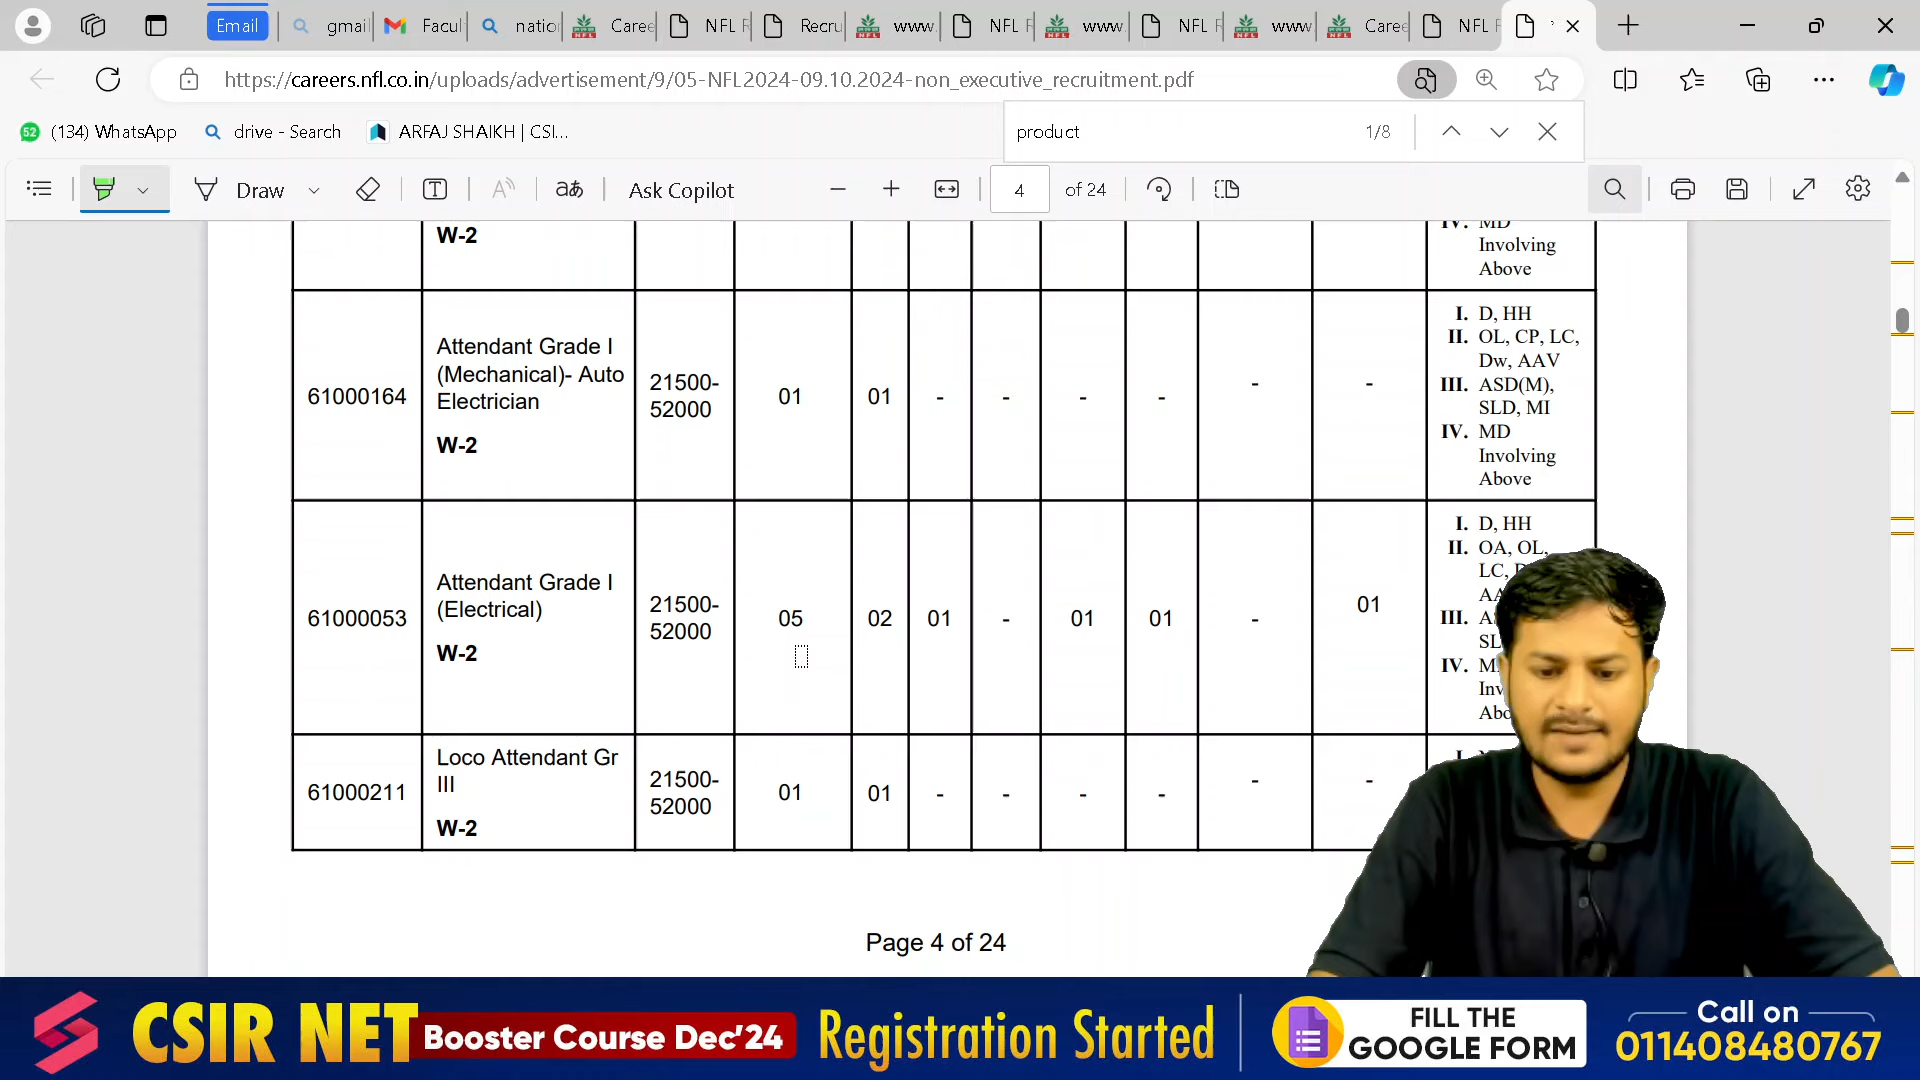 Email
gmail
Facul
natio
Caree
NFL R
Recru
www.
NFL R
www.
NFL R
www
Caree
NFL R
https://careers.nfl.co.in/uploads/advertisement/9/05-NFL2024-09.10.2024-non_executive_recruitment.pdf
52 (134) WhatsApp
drive - Search
ARFAJ SHAIKH | CSI...
product 1/8
Draw
Ask Copilot
4 of 24
W-2
IV. MD
Involving
Above
61000164
Attendant Grade I
(Mechanical)- Auto
Electrician
W-2
21500-
52000
01
01
-
-
-
-
-
-
I. D, HH
II. OL, CP, LC,
Dw, AAV
III. ASD(M),
SLD, MI
IV. MD
Involving
Above
61000053
Attendant Grade I
(Electrical)
W-2
21500-
52000
05
02
01
-
01
01
-
01
I. D, HH
II. OA, OL,
LC,
III.
IV.
61000211
Loco Attendant Gr
III
W-2
21500-
52000
01
01
-
-
-
-
-
-
Page 4 of 24
CSIR NET
Booster Course Dec'24
Registration Started
FILL THE
GOOGLE FORM
Call on
011408480767